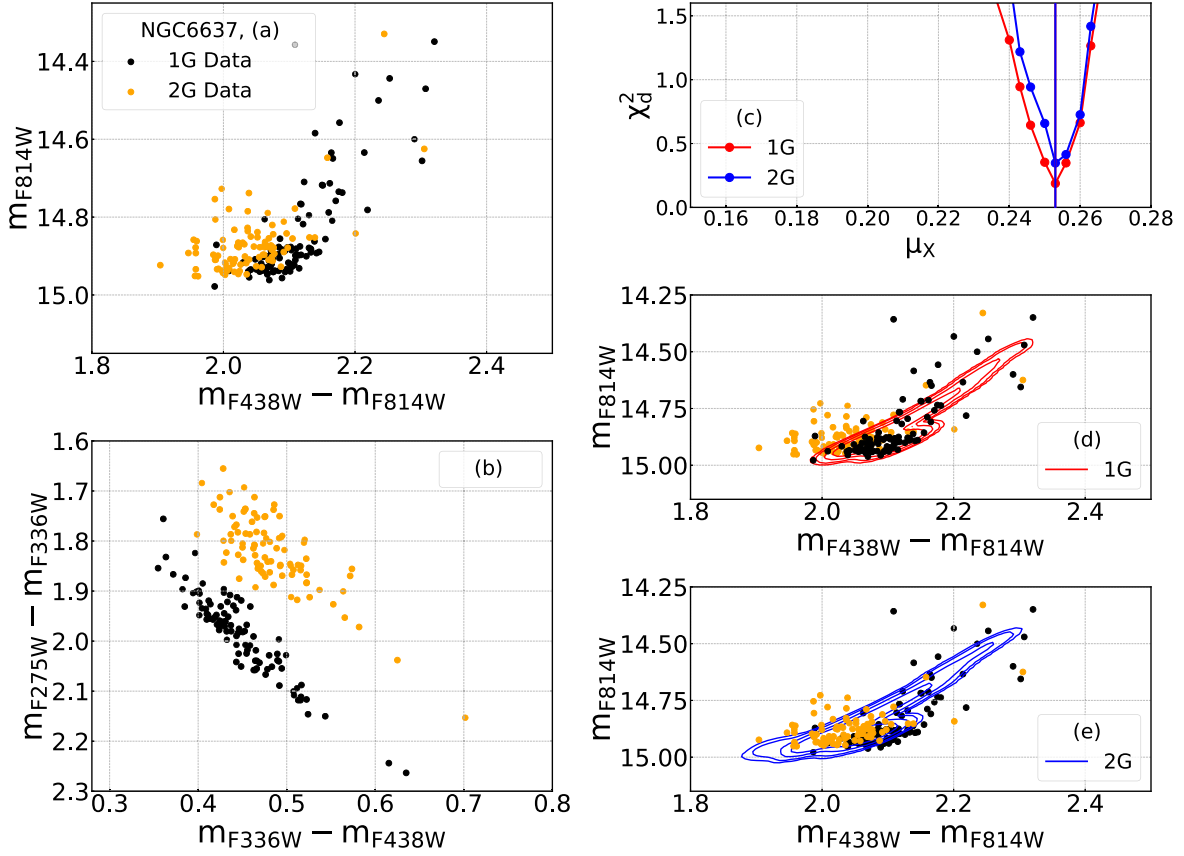 NGC6637, (a)
1G Data
2G Data
14.4
14.6
14.8
15.0
m_F814W
1.8 2.0 2.2 2.4
m_F438W − m_F814W
(b)
1.6
1.7
1.8
1.9
2.0
2.1
2.2
2.3
m_F275W − m_F336W
0.3 0.4 0.5 0.6 0.7 0.8
m_F336W − m_F438W
(c)
1G
2G
1.5
1.0
0.5
0.0
χ²_d
0.16 0.18 0.20 0.22 0.24 0.26 0.28
μ_X
14.25
14.50
14.75
15.00
m_F814W
(d)
1G
1.8 2.0 2.2 2.4
m_F438W − m_F814W
14.25
14.50
14.75
15.00
m_F814W
(e)
2G
1.8 2.0 2.2 2.4
m_F438W − m_F814W